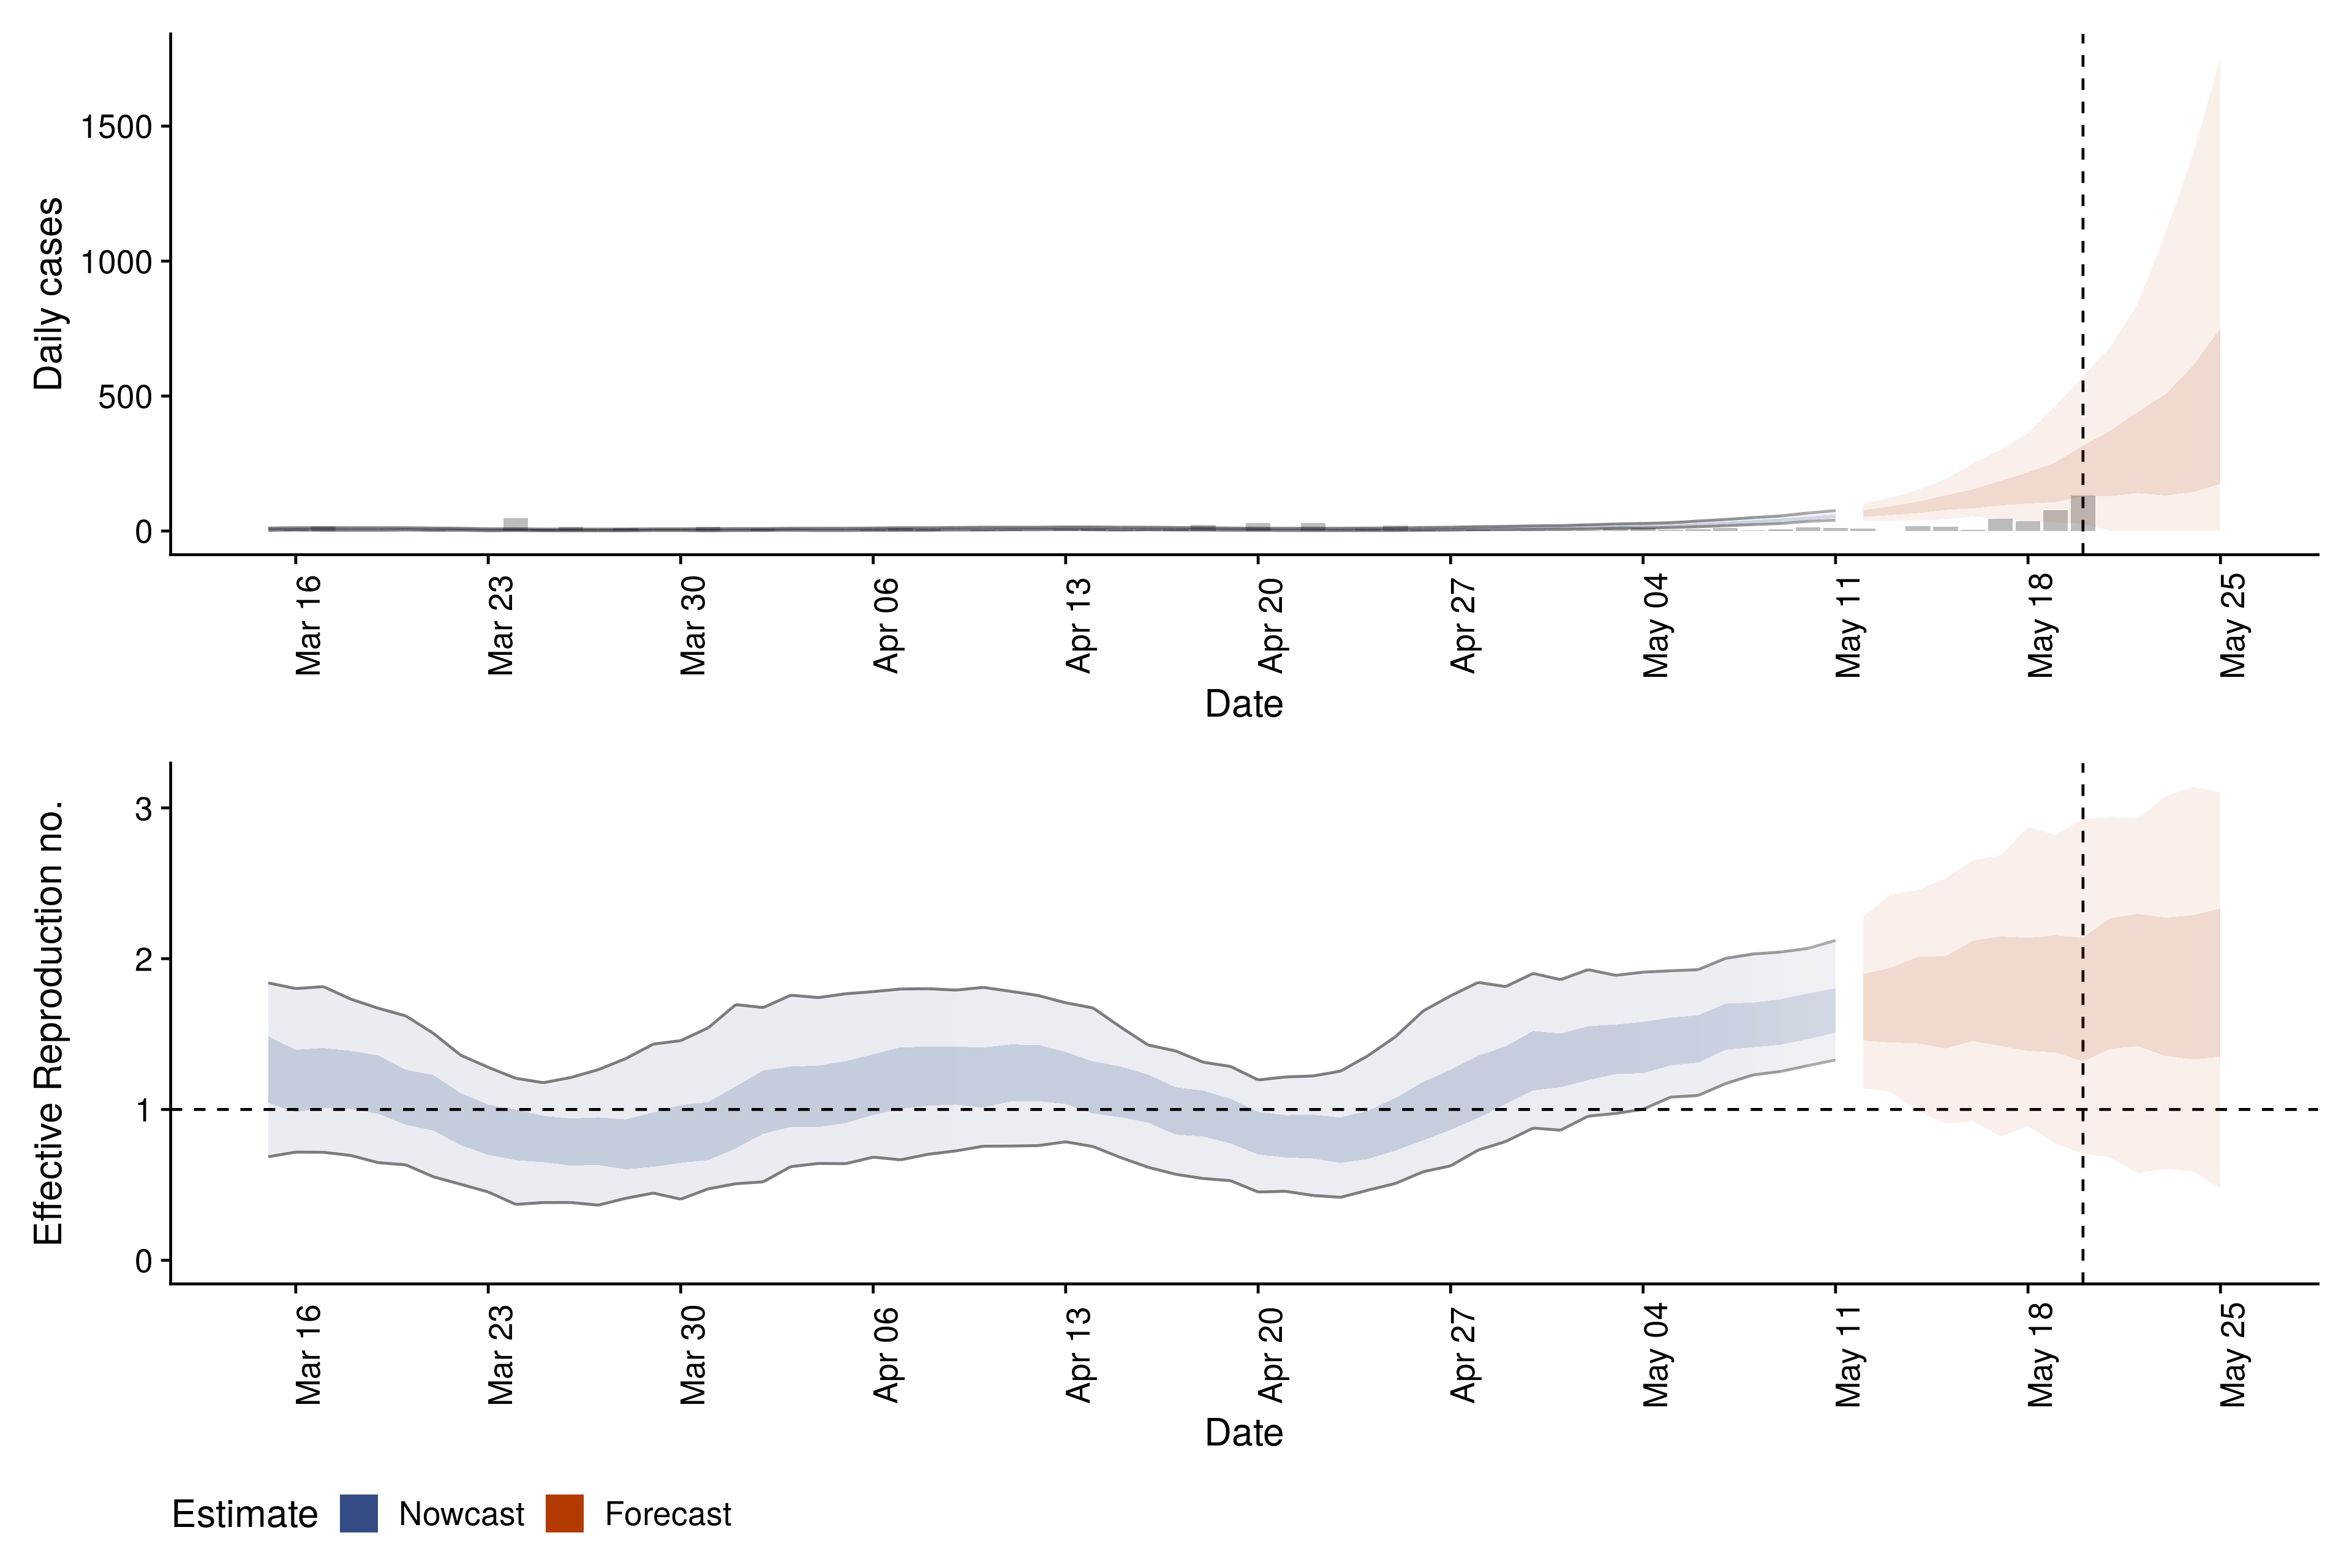 Daily cases
1500
1000
500
0
Mar 16
Mar 23
Mar 30
Apr 06
Apr 13
Apr 20
Apr 27
May 04
May 11
May 18
May 25
Date
Effective Reproduction no.
3
2
1
0
Mar 16
Mar 23
Mar 30
Apr 06
Apr 13
Apr 20
Apr 27
May 04
May 11
May 18
May 25
Date
Estimate Nowcast Forecast